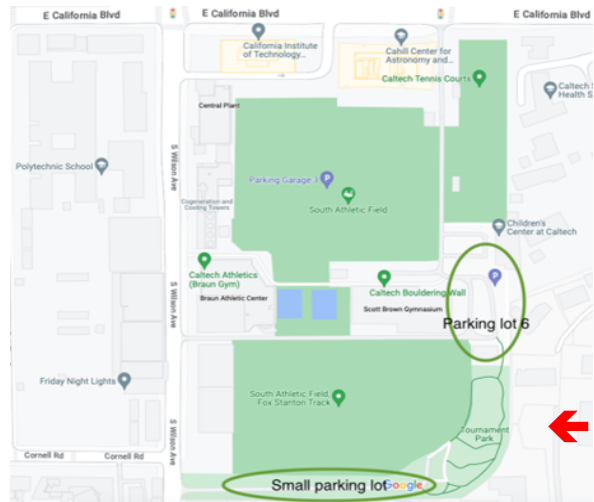 E California Blvd
E California Blvd
E California Blvd
California Institute
of Technology...
Cahill Center for
Astronomy and...
Caltech Tennis Courts
Caltech S
Health S
Central Plant
S Wilson Ave
Polytechnic School
Parking Garage 3
Cogeneration and
Cooling Towers
South Athletic Field
Children's
Center at Caltech
Caltech Athletics
(Braun Gym)
Caltech Bouldering Wall
S Wilson Ave
Braun Athletic Center
Scott Brown Gymnasium
Parking lot 6
Friday Night Lights
South Athletic Field,
Fox Stanton Track
Tournament
Park
S Wilson Ave
Cornell Rd
Cornell Rd
Small parking lot
Google